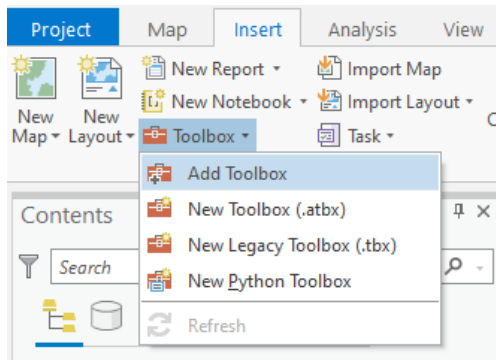 Project Map Insert Analysis View
New Report Import Map
New Notebook Import Layout
New Map New Layout Toolbox Task
Add Toolbox
New Toolbox (.atbx)
New Legacy Toolbox (.tbx)
New Python Toolbox
Refresh
Contents
Search